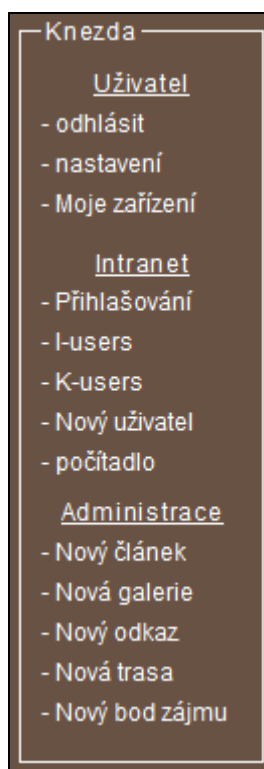 Knezda
Uživatel
- odhlásit
- nastavení
- Moje zařízení
Intranet
- Přihlašování
- I-users
- K-users
- Nový uživatel
- počítadlo
Administrace
- Nový článek
- Nová galerie
- Nový odkaz
- Nová trasa
- Nový bod zájmu